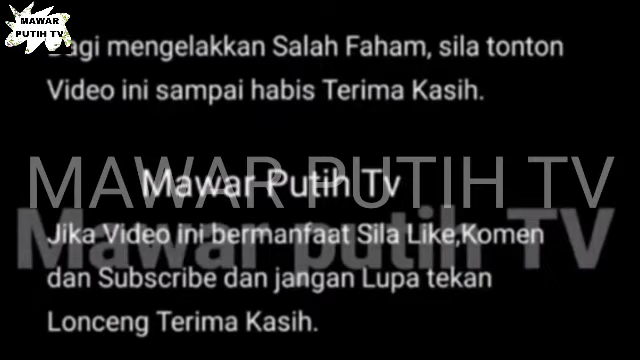 MAWAR
PUTIH TV
Bagi mengelakkan Salah Faham, sila tonton
Video ini sampai habis Terima Kasih.
MAWAR PUTIH TV
Mawar Putih Tv
Mawar putih TV
Jika Video ini bermanfaat Sila Like,Komen
dan Subscribe dan jangan Lupa tekan
Lonceng Terima Kasih.